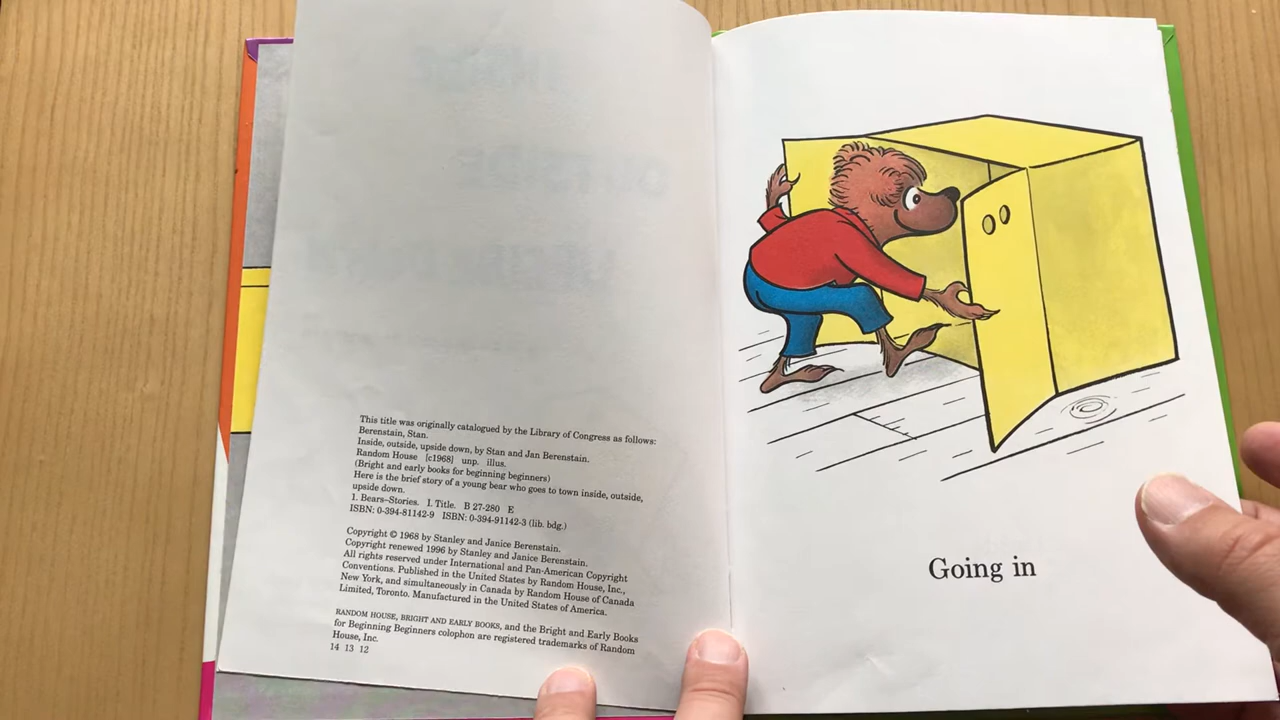 This title was originally catalogued by the Library of Congress as follows:
Berenstain, Stan.
Inside, outside, upside down, by Stan and Jan Berenstain.
Random House [c1968] unp. illus.
(Bright and early books for beginning beginners)
Here is the brief story of a young bear who goes to town inside, outside,
upside down.
1. Bears–Stories. I. Title. B 27-280 E
ISBN: 0-394-81142-9 ISBN: 0-394-91142-3 (lib. bdg.)
Copyright © 1968 by Stanley and Janice Berenstain.
Copyright renewed 1996 by Stanley and Janice Berenstain.
All rights reserved under International and Pan-American Copyright
Conventions. Published in the United States by Random House, Inc.,
New York, and simultaneously in Canada by Random House of Canada
Limited, Toronto. Manufactured in the United States of America.
RANDOM HOUSE, BRIGHT AND EARLY BOOKS, and the Bright and Early Books
for Beginning Beginners colophon are registered trademarks of Random
House, Inc.
14 13 12
Going in